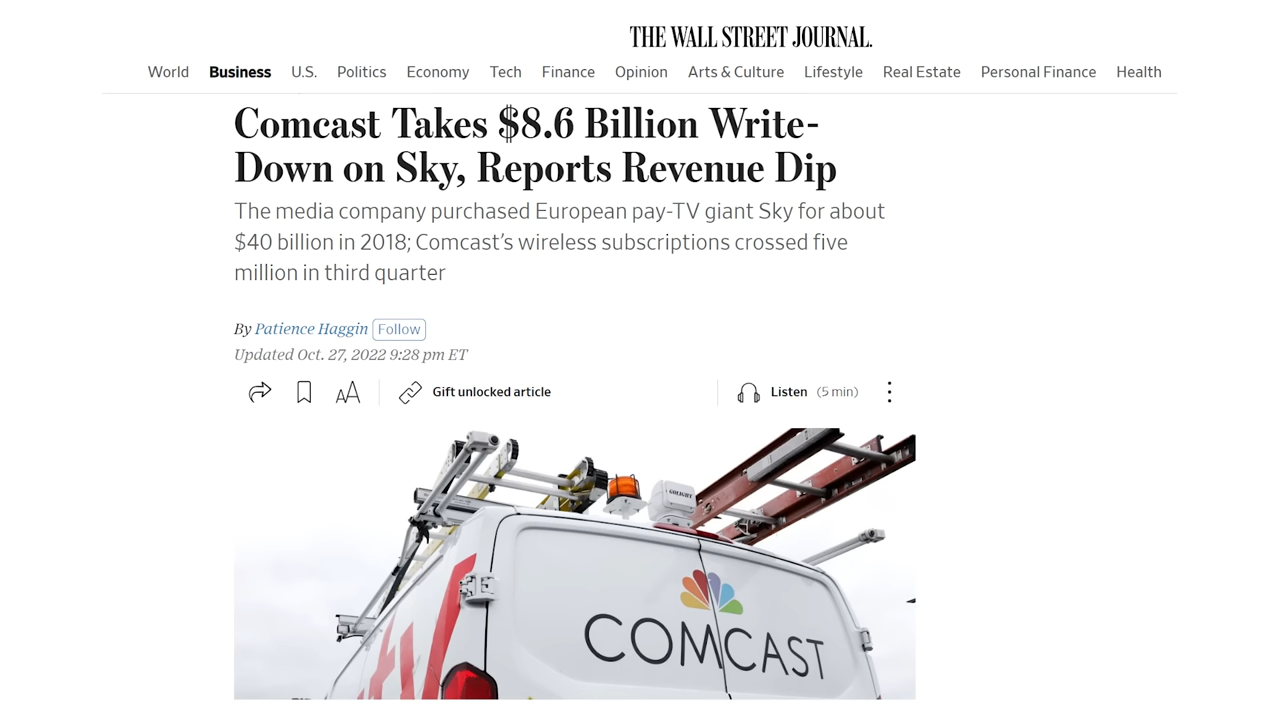 THE WALL STREET JOURNAL.
World Business U.S. Politics Economy Tech Finance Opinion Arts & Culture Lifestyle Real Estate Personal Finance Health
Comcast Takes $8.6 Billion Write-
Down on Sky, Reports Revenue Dip
The media company purchased European pay-TV giant Sky for about
$40 billion in 2018; Comcast’s wireless subscriptions crossed five
million in third quarter
By Patience Haggin Follow
Updated Oct. 27, 2022 9:28 pm ET
AA Gift unlocked article Listen (5 min)
GOLIGHT
COMCAST